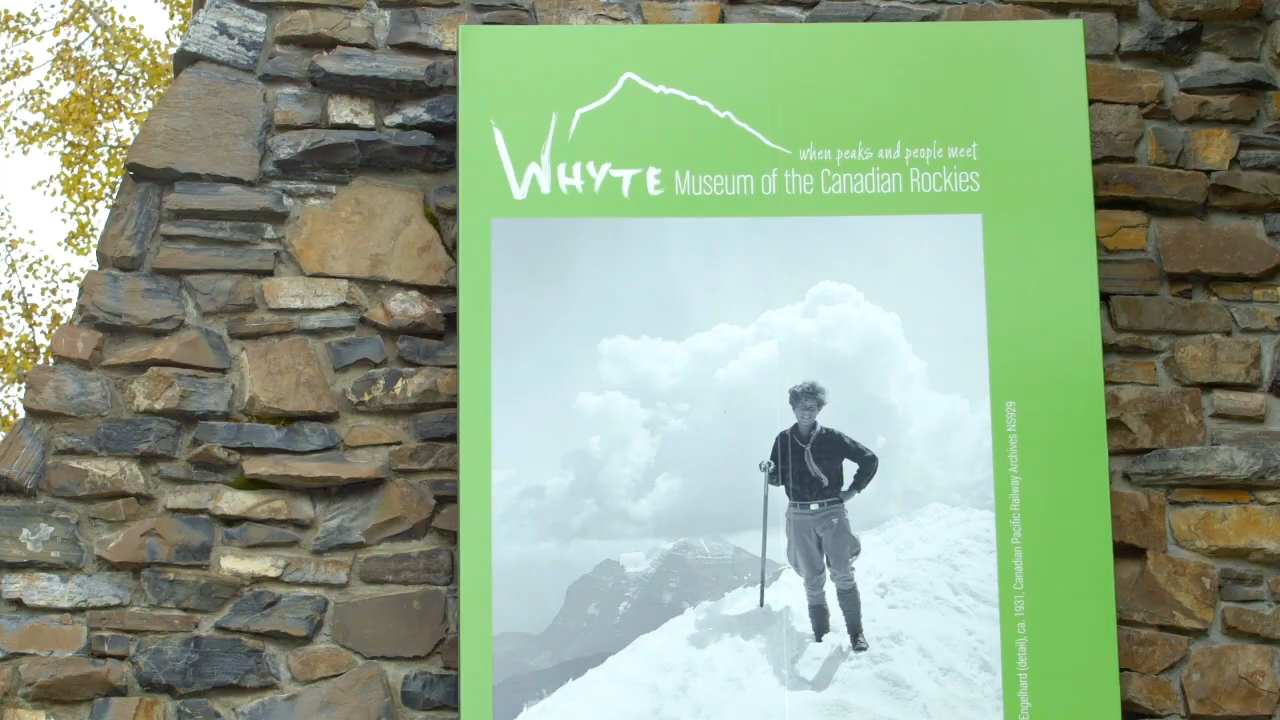 when peaks and people meet
WHYTE Museum of the Canadian Rockies
Engelhard (detail), ca. 1931, Canadian Pacific Railway Archives NS929